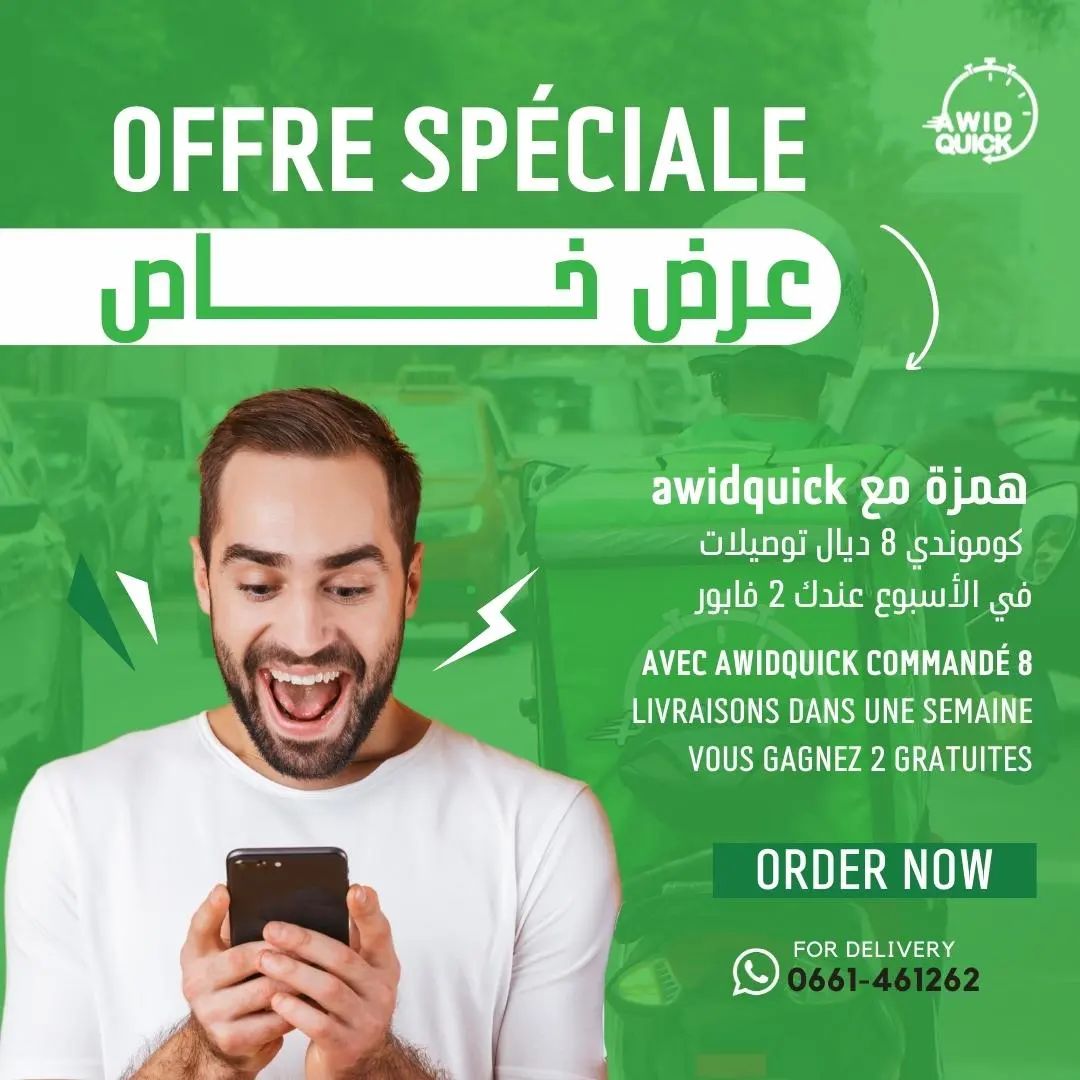 AWID
QUICK
OFFRE SPÉCIALE
عرض خـــــاص
همزة مع awidquick
كوموندي 8 ديال توصيلات
في الأسبوع عندك 2 فابور
AVEC AWIDQUICK COMMANDÉ 8
LIVRAISONS DANS UNE SEMAINE
VOUS GAGNEZ 2 GRATUITES
ORDER NOW
FOR DELIVERY
0661-461262